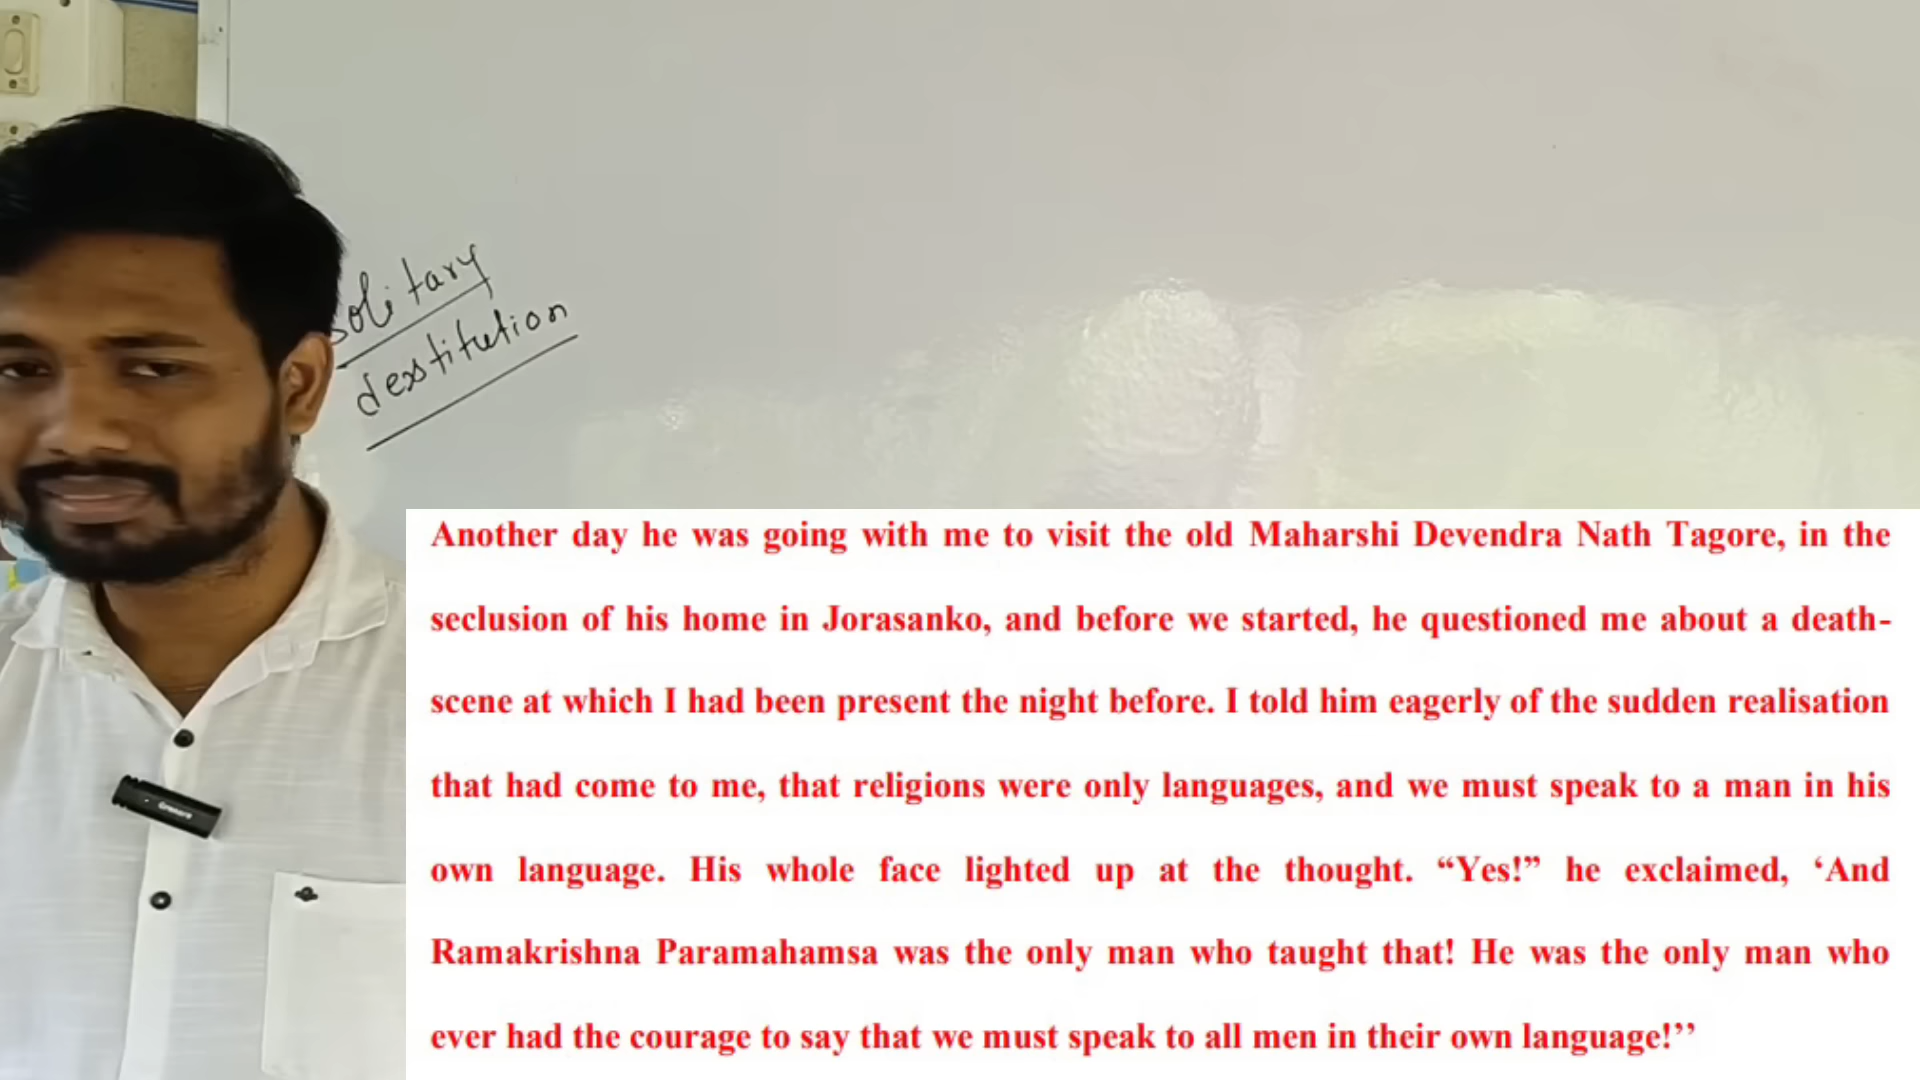 solitary
destitution
Another day he was going with me to visit the old Maharshi Devendra Nath Tagore, in the
seclusion of his home in Jorasanko, and before we started, he questioned me about a death-
scene at which I had been present the night before. I told him eagerly of the sudden realisation
that had come to me, that religions were only languages, and we must speak to a man in his
own language. His whole face lighted up at the thought. “Yes!” he exclaimed, ‘And
Ramakrishna Paramahamsa was the only man who taught that! He was the only man who
ever had the courage to say that we must speak to all men in their own language!’’